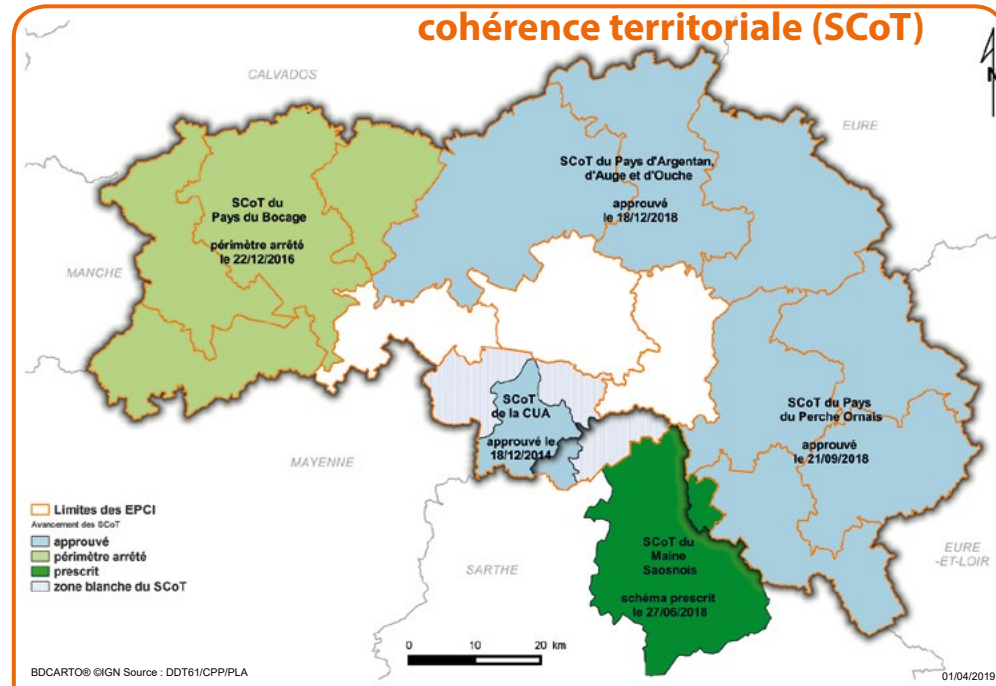 cohérence territoriale (SCoT)
CALVADOS
N
EURE
SCoT du Pays d'Argentan,
d'Auge et d'Ouche
approuvé
le 18/12/2018
SCoT du
Pays du Bocage
périmètre arrêté
le 22/12/2016
MANCHE
SCoT
de la CUA
approuvé le
18/12/2014
SCoT du Pays
du Perche Ornais
approuvé
le 21/09/2018
MAYENNE
Limites des EPCI
Avancement des SCoT
approuvé
périmètre arrêté
prescrit
zone blanche du SCoT
SARTHE
SCoT du
Maine
Saosnois
schéma prescrit
le 27/06/2018
EURE
-ET-LOIR
0 10 20 km
BDCARTO® ©IGN Source : DDT61/CPP/PLA
01/04/2019